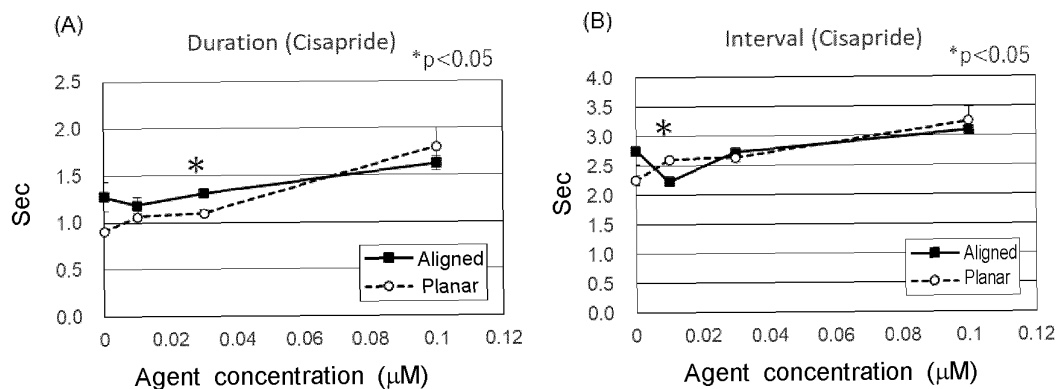 (A)
Duration (Cisapride)
*p<0.05
2.5
2.0
1.5
1.0
0.5
0.0
Sec
*
Aligned
Planar
0 0.02 0.04 0.06 0.08 0.1 0.12
Agent concentration (μM)
(B)
Interval (Cisapride)
*p<0.05
4.0
3.5
3.0
2.5
2.0
1.5
1.0
0.5
0.0
Sec
*
Aligned
Planar
0 0.02 0.04 0.06 0.08 0.1 0.12
Agent concentration (μM)